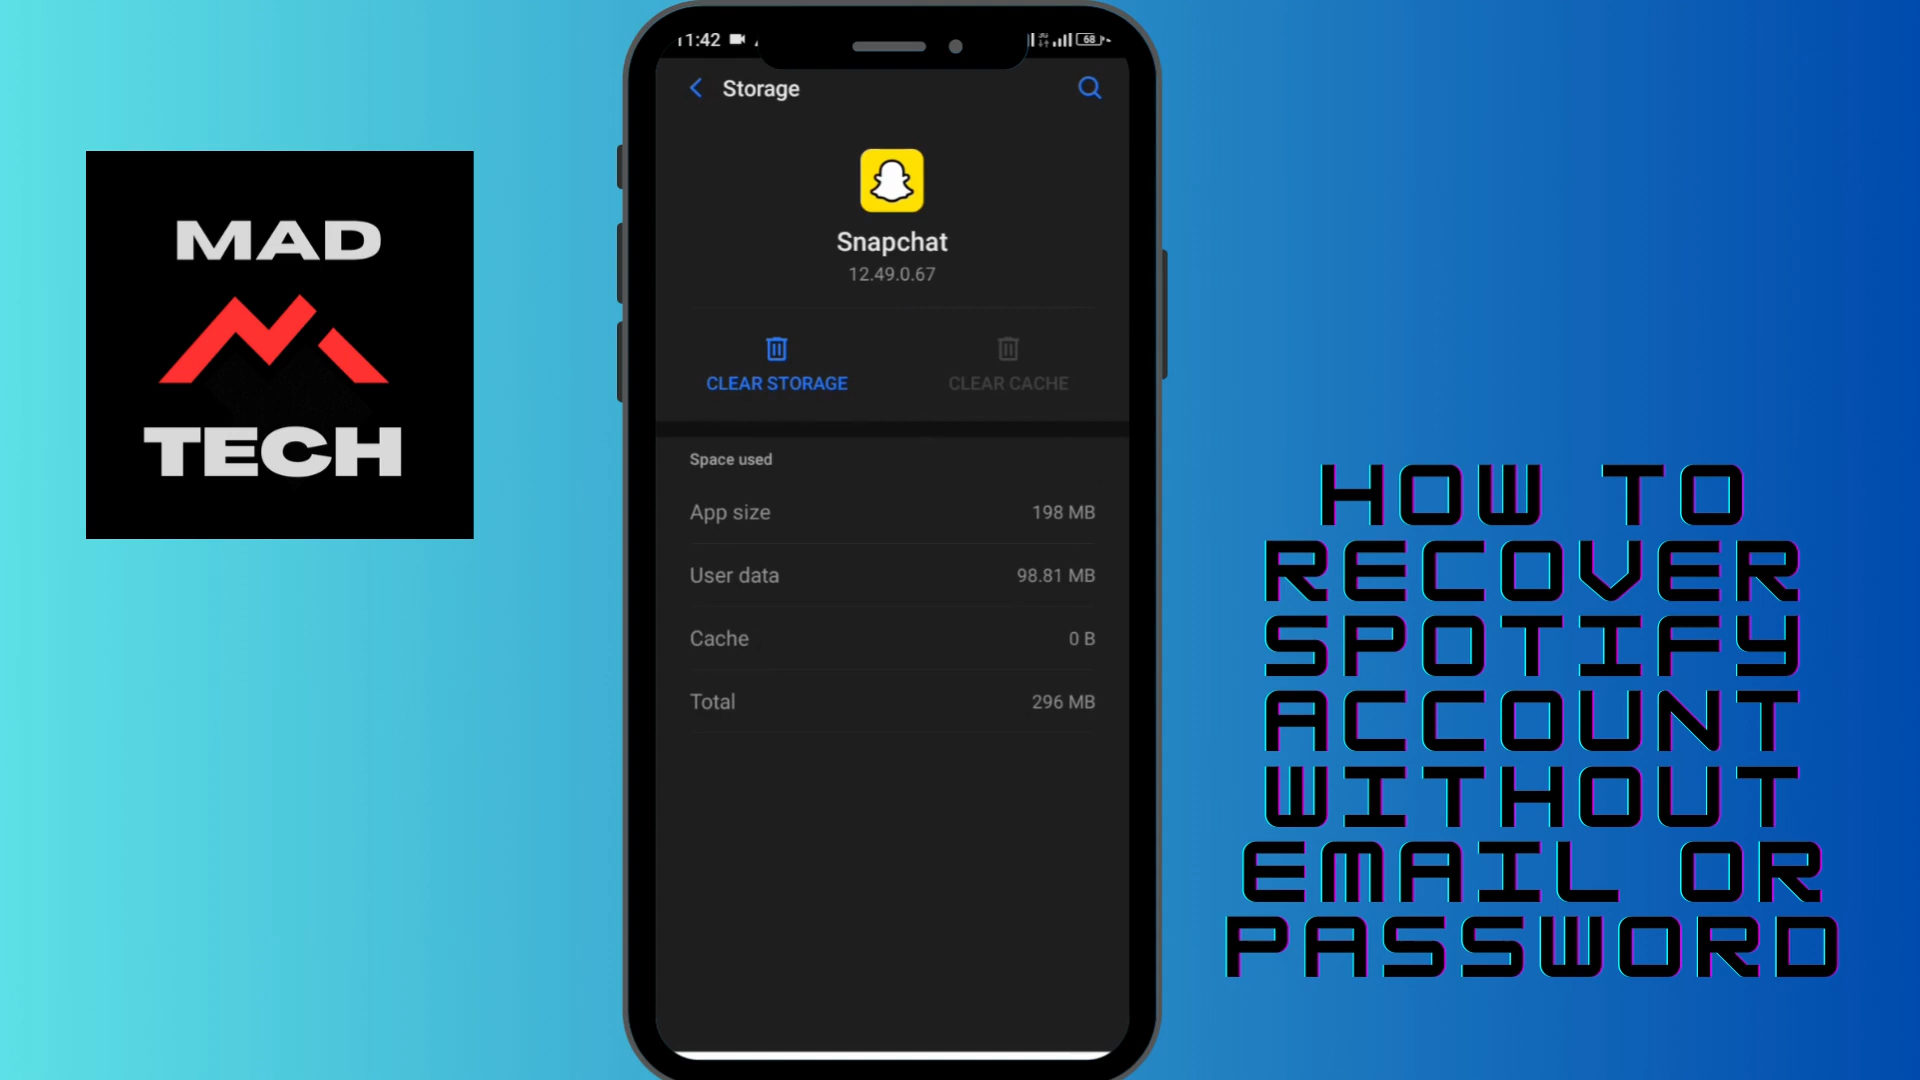 MAD
TECH
11:42
68
Storage
Snapchat
12.49.0.67
CLEAR STORAGE
CLEAR CACHE
Space used
App size 198 MB
User data 98.81 MB
Cache 0 B
Total 296 MB
HOW TO
RECOVER
SPOTIFY
ACCOUNT
WITHOUT
EMAIL OR
PASSWORD